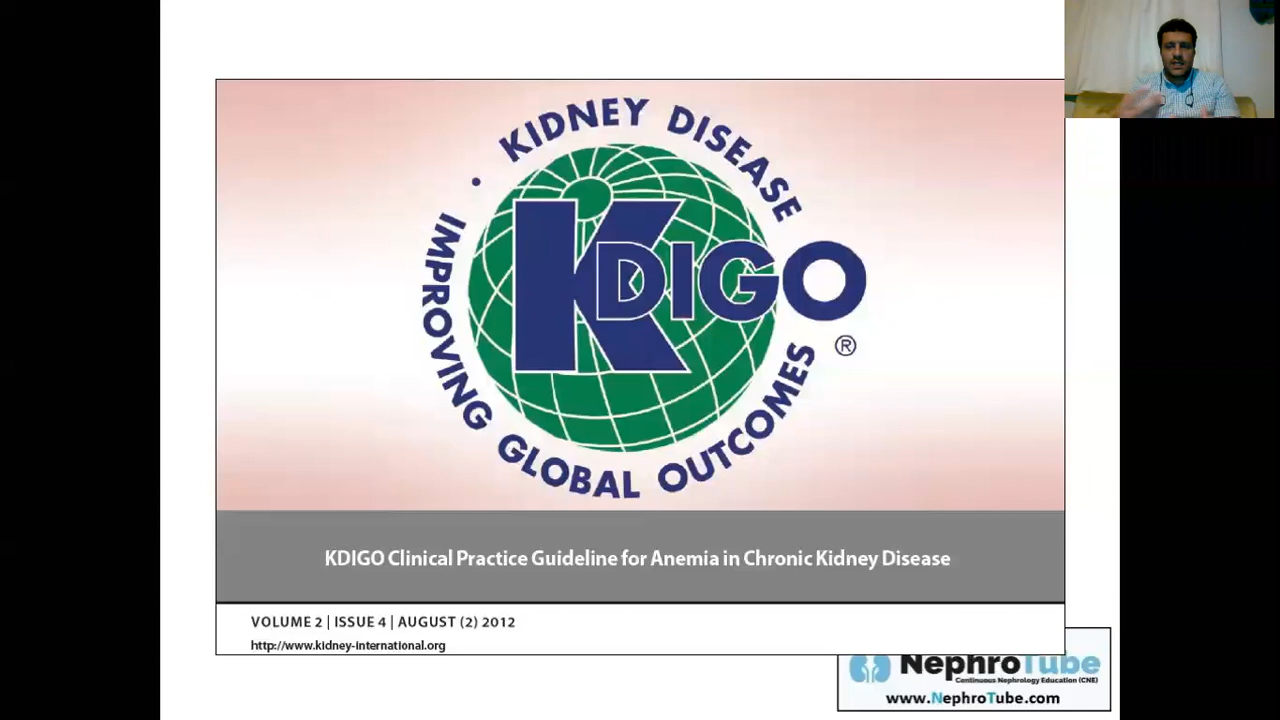 KIDNEY DISEASE
IMPROVING GLOBAL OUTCOMES
KDIGO
®
KDIGO Clinical Practice Guideline for Anemia in Chronic Kidney Disease
VOLUME 2 | ISSUE 4 | AUGUST (2) 2012
http://www.kidney-international.org
NephroTube
Continuous Nephrology Education (CNE)
www.NephroTube.com